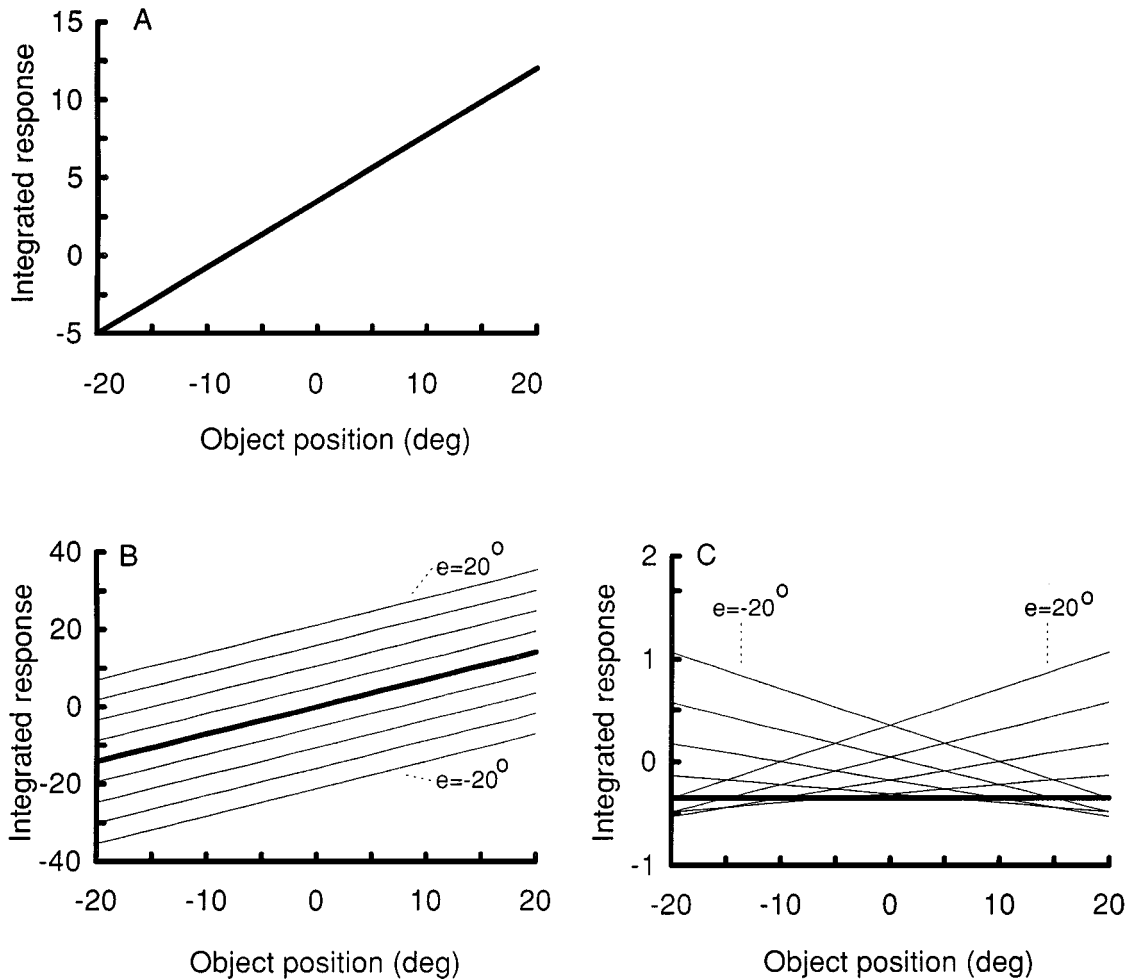 A
15
10
5
0
-5
Integrated response
-20 -10 0 10 20
Object position (deg)
B
40
20
0
-20
-40
Integrated response
e=20°
e=-20°
-20 -10 0 10 20
Object position (deg)
C
2
1
0
-1
Integrated response
e=-20°
e=20°
-20 -10 0 10 20
Object position (deg)